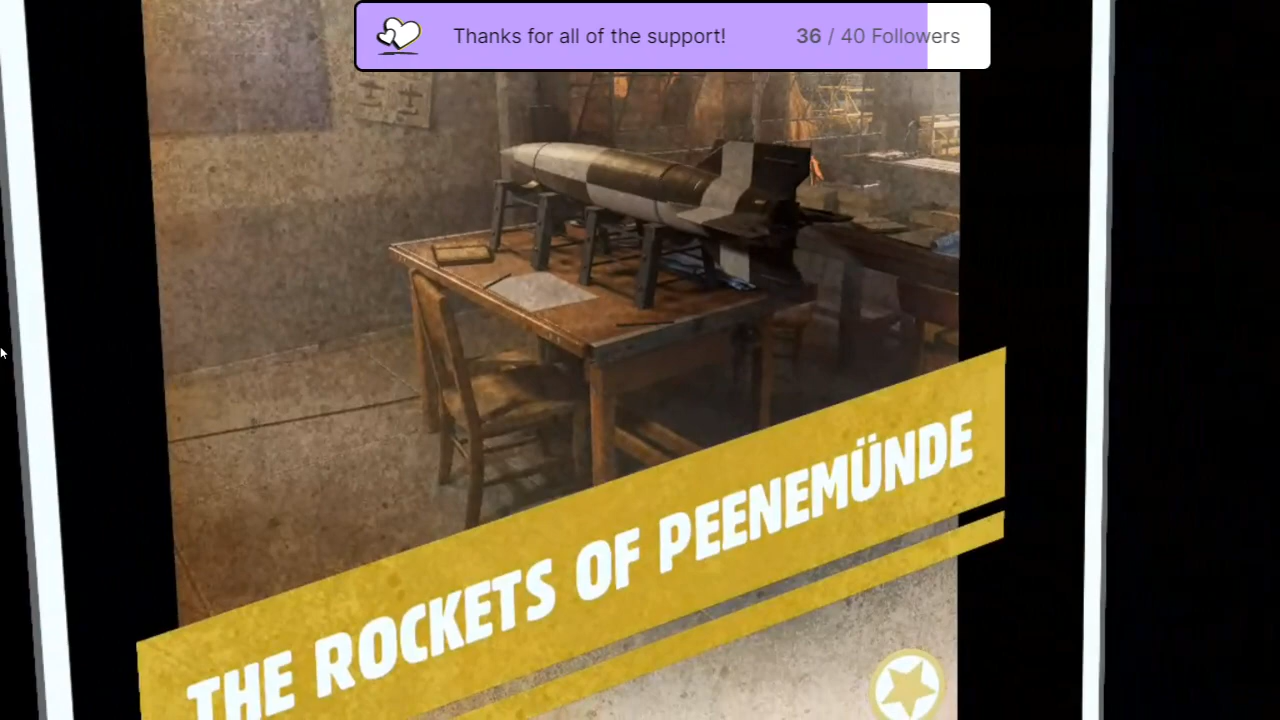 Thanks for all of the support!
36 / 40 Followers
THE ROCKETS OF PEENEMÜNDE